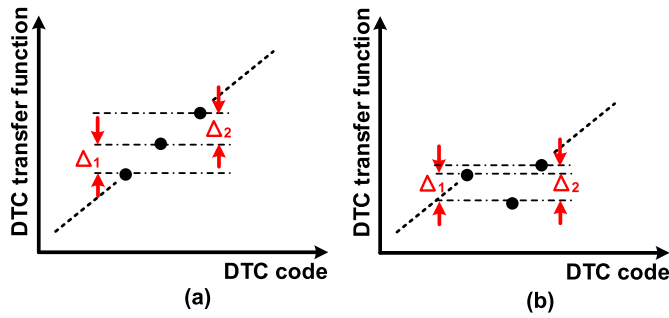 DTC transfer function
Δ1
Δ2
DTC code
(a)
DTC transfer function
Δ1
Δ2
DTC code
(b)